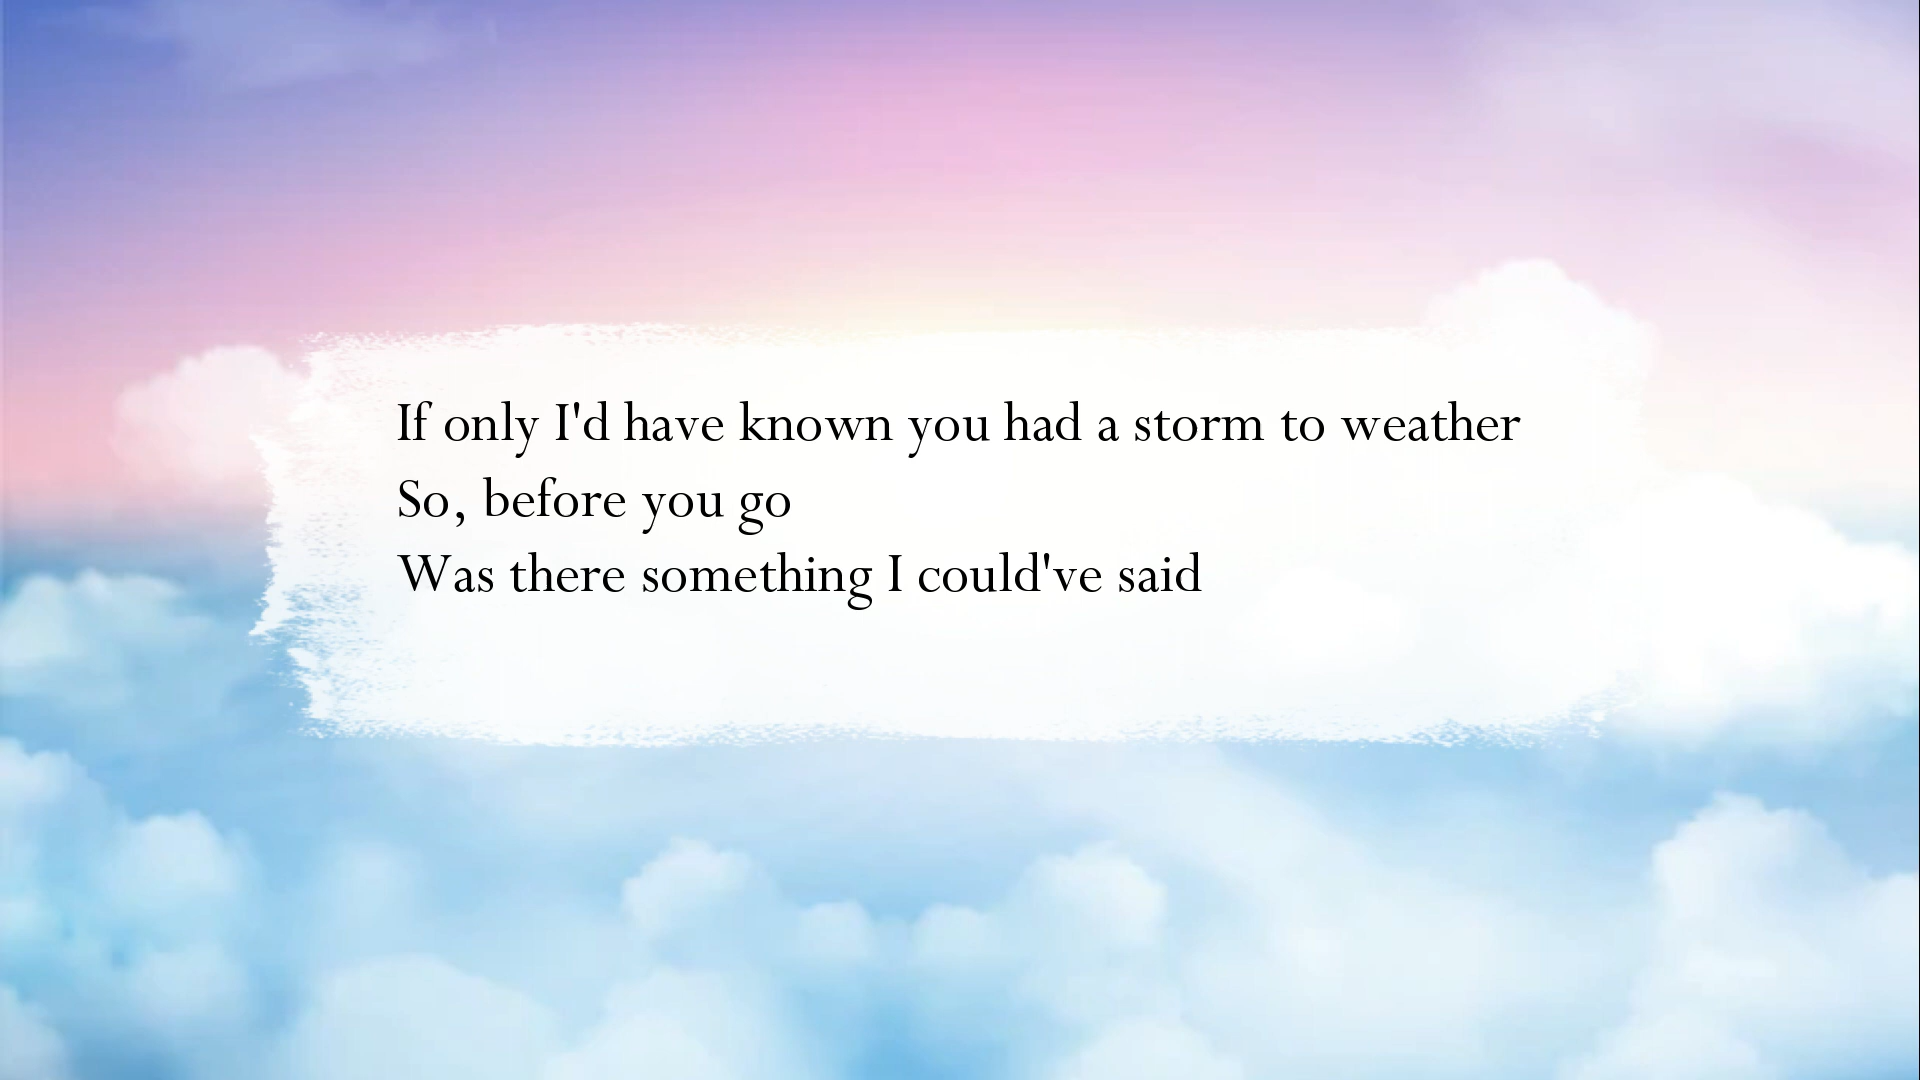 If only I'd have known you had a storm to weather
So, before you go
Was there something I could've said